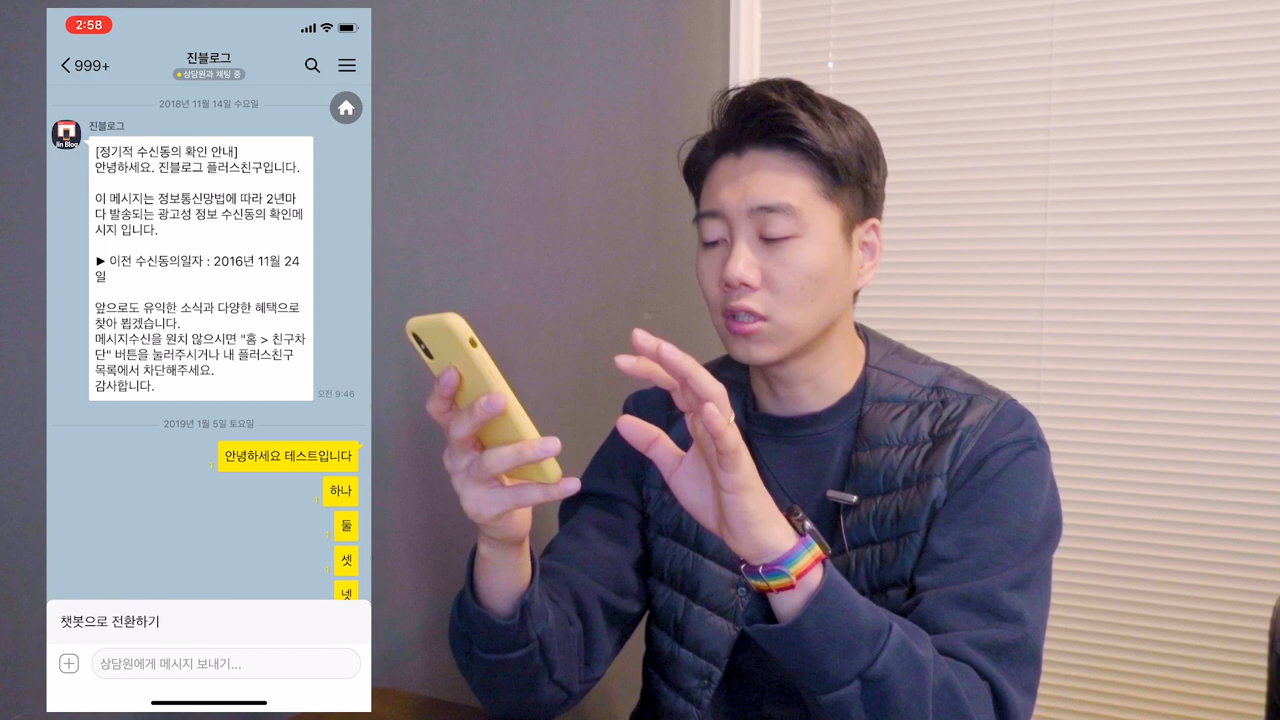 2:58
999+
진블로그
상담원과 채팅 중
2018년 11월 14일 수요일
진블로그
Jin Blog
[정기적 수신동의 확인 안내]
안녕하세요. 진블로그 플러스친구입니다.
이 메시지는 정보통신망법에 따라 2년마
다 발송되는 광고성 정보 수신동의 확인메
시지 입니다.
▶ 이전 수신동의일자 : 2016년 11월 24
일
앞으로도 유익한 소식과 다양한 혜택으로
찾아 뵙겠습니다.
메시지수신을 원치 않으시면 "홈 > 친구차
단" 버튼을 눌러주시거나 내 플러스친구
목록에서 차단해주세요.
감사합니다.
오전 9:46
2019년 1월 5일 토요일
1 안녕하세요 테스트입니다
1 하나
1 둘
1 셋
넷
챗봇으로 전환하기
상담원에게 메시지 보내기...